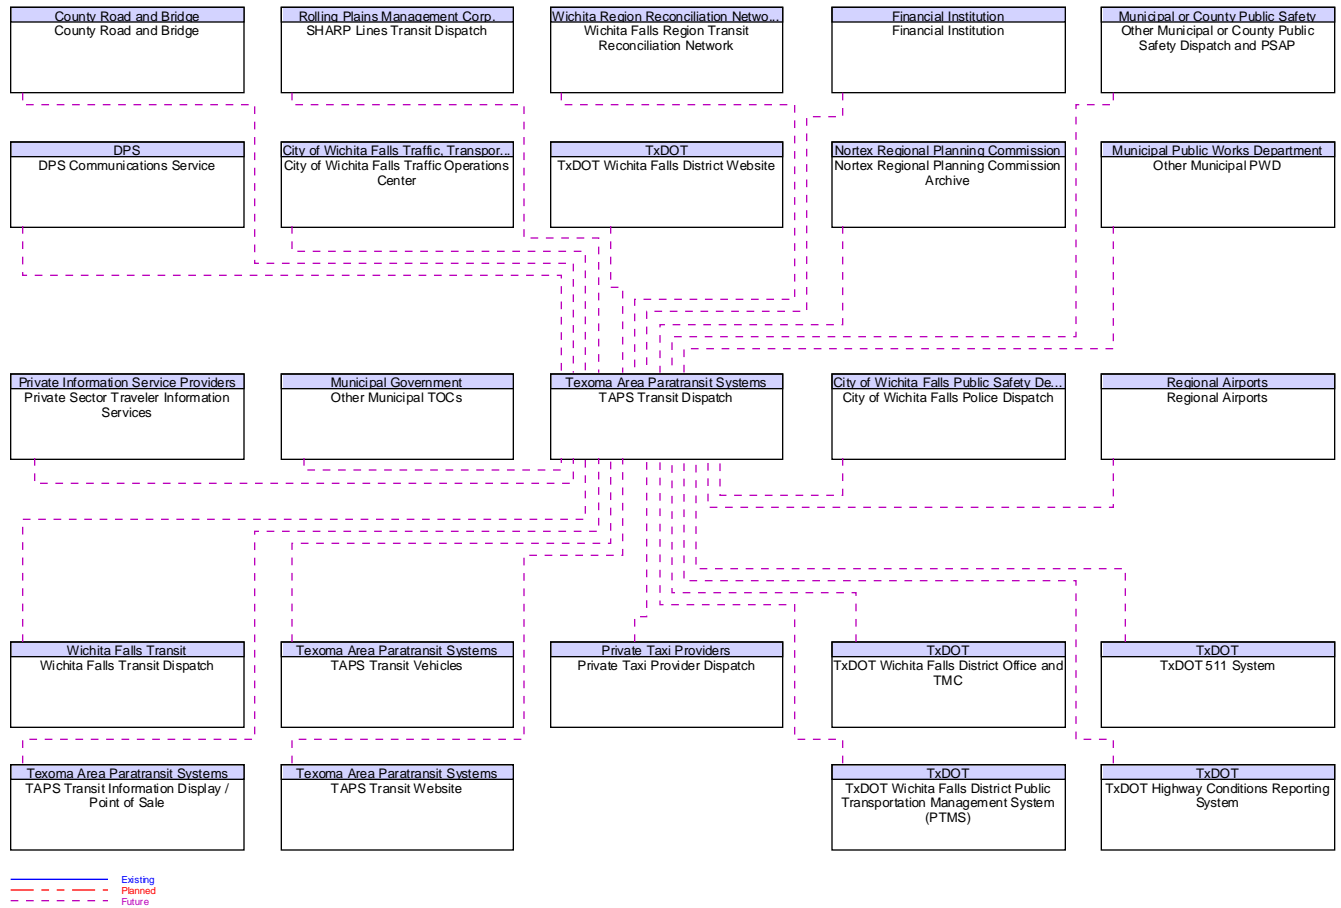 County Road and Bridge
County Road and Bridge
Rolling Plains Management Corp.
SHARP Lines Transit Dispatch
Wichita Region Reconciliation Netwo...
Wichita Falls Region Transit
Reconciliation Network
Financial Institution
Financial Institution
Municipal or County Public Safety
Other Municipal or County Public
Safety Dispatch and PSAP
DPS
DPS Communications Service
City of Wichita Falls Traffic, Transpor...
City of Wichita Falls Traffic Operations
Center
TxDOT
TxDOT Wichita Falls District Website
Nortex Regional Planning Commission
Nortex Regional Planning Commission
Archive
Municipal Public Works Department
Other Municipal PWD
Private Information Service Providers
Private Sector Traveler Information
Services
Municipal Government
Other Municipal TOCs
Texoma Area Paratransit Systems
TAPS Transit Dispatch
City of Wichita Falls Public Safety De...
City of Wichita Falls Police Dispatch
Regional Airports
Regional Airports
Wichita Falls Transit
Wichita Falls Transit Dispatch
Texoma Area Paratransit Systems
TAPS Transit Vehicles
Private Taxi Providers
Private Taxi Provider Dispatch
TxDOT
TxDOT Wichita Falls District Office and
TMC
TxDOT
TxDOT 511 System
Texoma Area Paratransit Systems
TAPS Transit Information Display /
Point of Sale
Texoma Area Paratransit Systems
TAPS Transit Website
TxDOT
TxDOT Wichita Falls District Public
Transportation Management System
(PTMS)
TxDOT
TxDOT Highway Conditions Reporting
System
Existing
Planned
Future